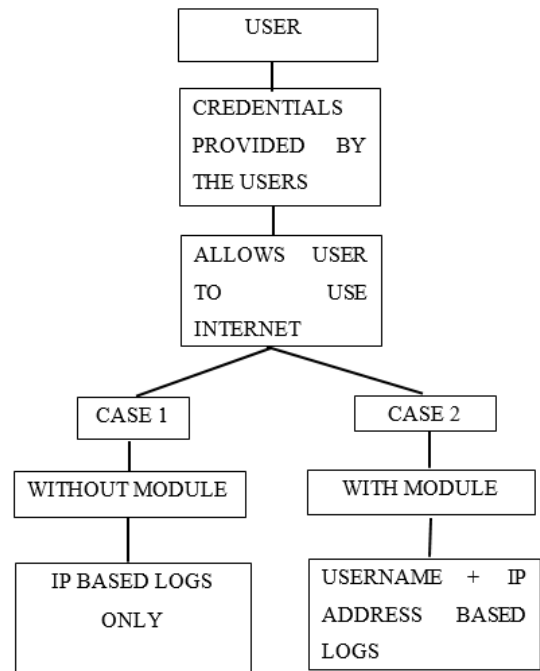 USER
CREDENTIALS
PROVIDED BY
THE USERS
ALLOWS USER
TO USE
INTERNET
CASE 1
CASE 2
WITHOUT MODULE
WITH MODULE
IP BASED LOGS
ONLY
USERNAME + IP
ADDRESS BASED
LOGS